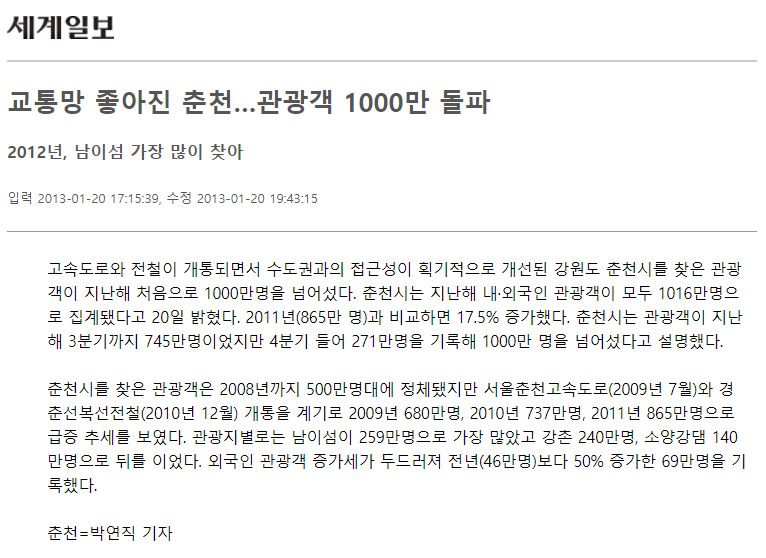 세계일보
교통망 좋아진 춘천...관광객 1000만 돌파
2012년, 남이섬 가장 많이 찾아
입력 2013-01-20 17:15:39, 수정 2013-01-20 19:43:15
고속도로와 전철이 개통되면서 수도권과의 접근성이 획기적으로 개선된 강원도 춘천시를 찾은 관광
객이 지난해 처음으로 1000만명을 넘어섰다. 춘천시는 지난해 내·외국인 관광객이 모두 1016만명으
로 집계됐다고 20일 밝혔다. 2011년(865만 명)과 비교하면 17.5% 증가했다. 춘천시는 관광객이 지난
해 3분기까지 745만명이었지만 4분기 들어 271만명을 기록해 1000만 명을 넘어섰다고 설명했다.
춘천시를 찾은 관광객은 2008년까지 500만명대에 정체됐지만 서울춘천고속도로(2009년 7월)와 경
춘선복선전철(2010년 12월) 개통을 계기로 2009년 680만명, 2010년 737만명, 2011년 865만명으로
급증 추세를 보였다. 관광지별로는 남이섬이 259만명으로 가장 많았고 강촌 240만명, 소양강댐 140
만명으로 뒤를 이었다. 외국인 관광객 증가세가 두드러져 전년(46만명)보다 50% 증가한 69만명을 기
록했다.
춘천=박연직 기자